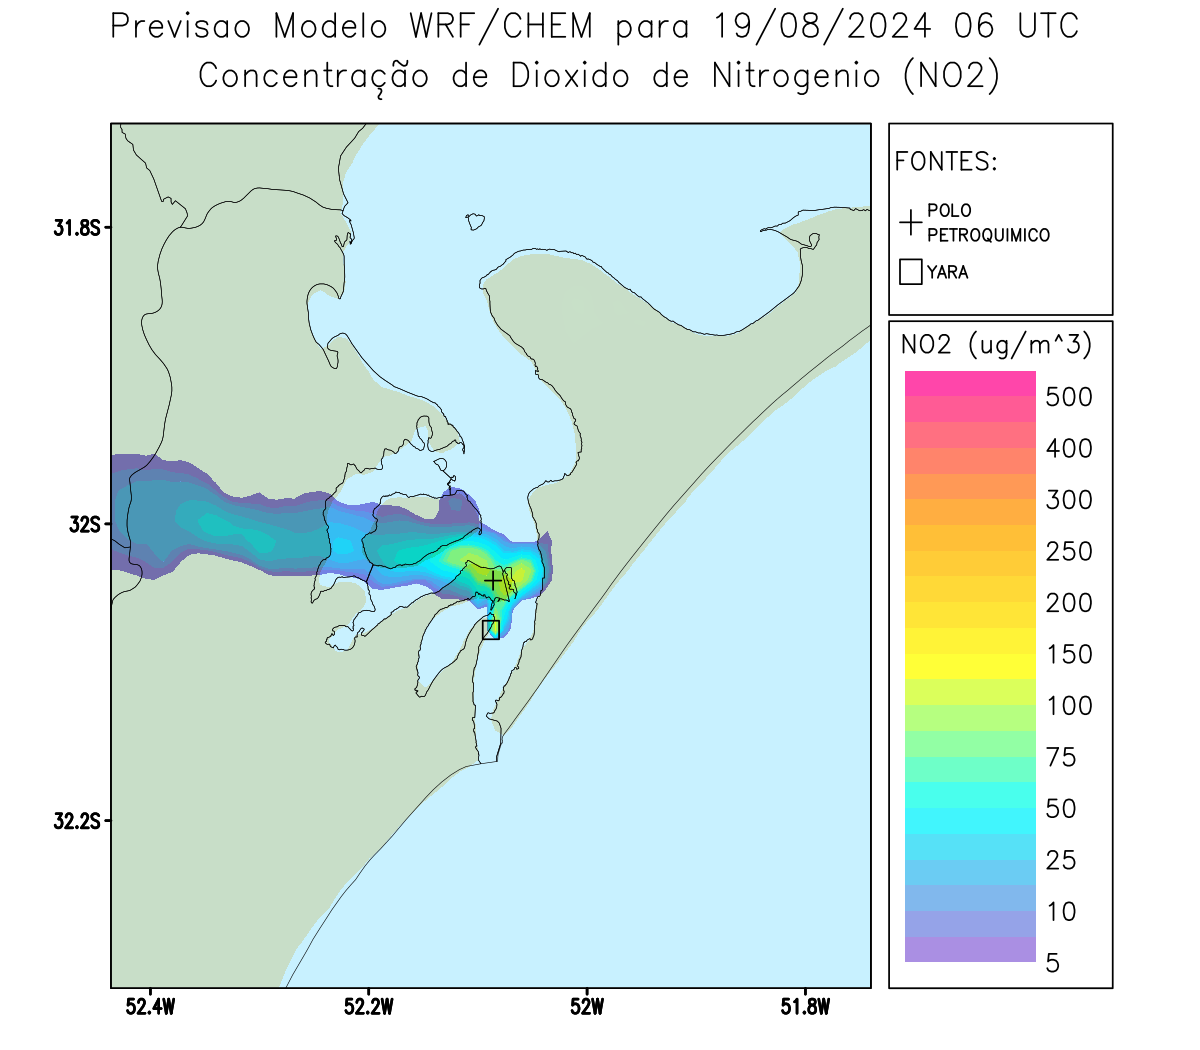 Previsao Modelo WRF/CHEM para 19/08/2024 06 UTC
Concentração de Dioxido de Nitrogenio (NO2)
FONTES:
POLO
PETROQUIMICO
YARA
NO2 (ug/m^3)
500
400
300
250
200
150
100
75
50
25
10
5
31.8S
32S
32.2S
52.4W
52.2W
52W
51.8W